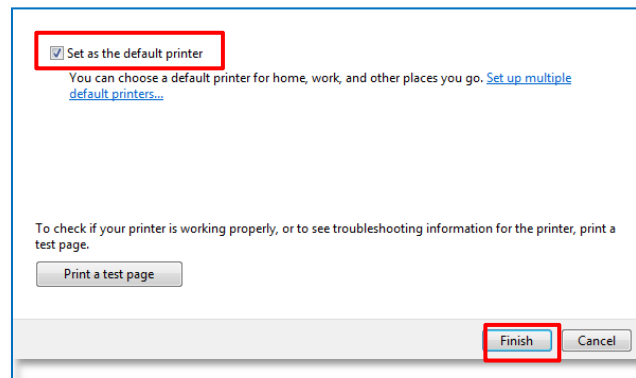 Set as the default printer
You can choose a default printer for home, work, and other places you go. Set up multiple
default printers...
To check if your printer is working properly, or to see troubleshooting information for the printer, print a
test page.
Print a test page
Finish Cancel